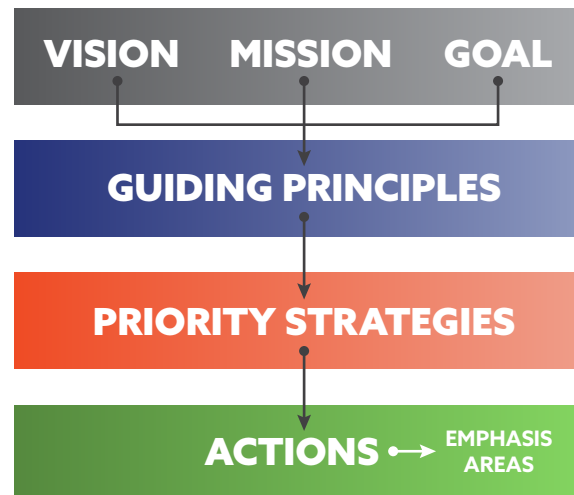 VISION MISSION GOAL
GUIDING PRINCIPLES
PRIORITY STRATEGIES
ACTIONS
EMPHASIS
AREAS